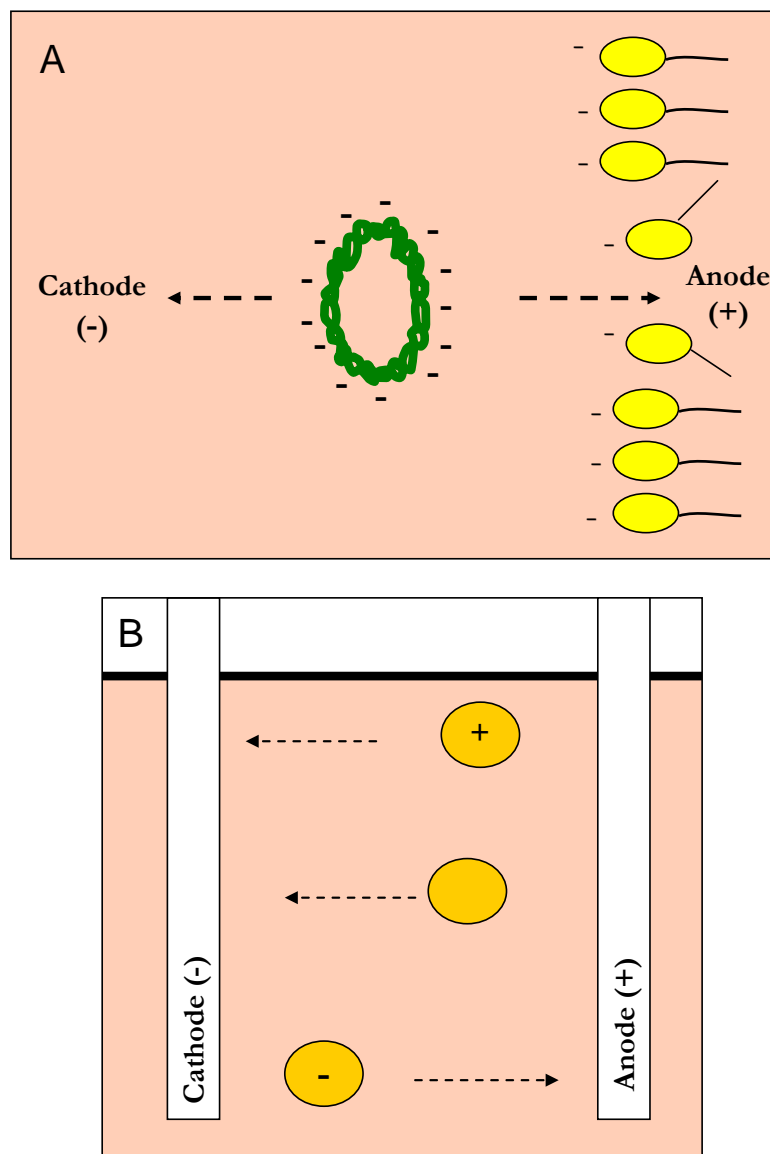 A
Cathode
(-)
Anode
(+)
B
+
-
Cathode (-)
Anode (+)